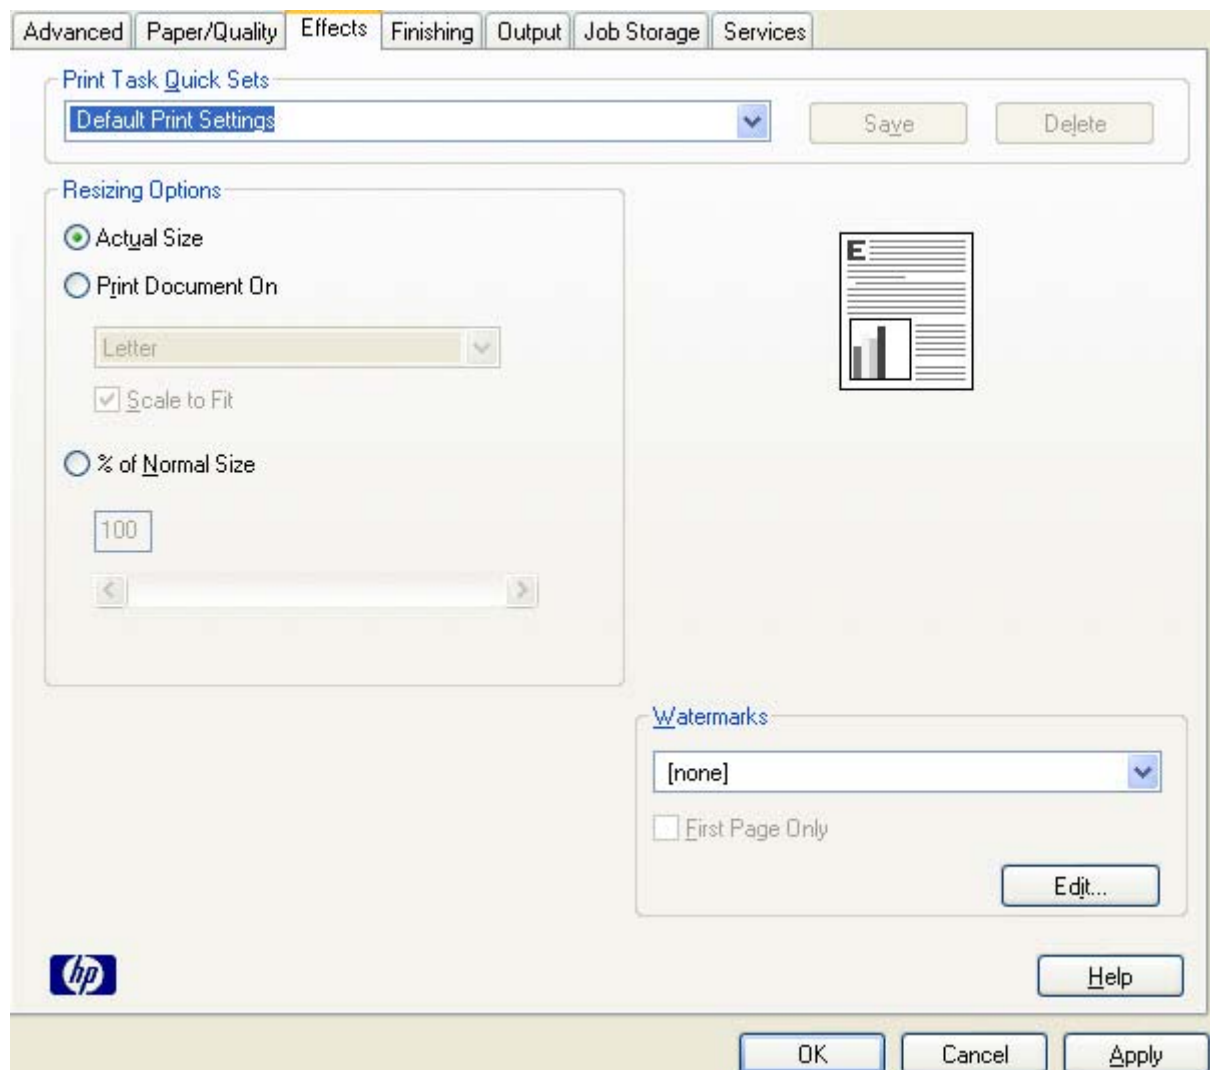 Advanced Paper/Quality Effects Finishing Output Job Storage Services
Print Task Quick Sets
Default Print Settings Save Delete
Resizing Options
Actual Size
Print Document On
Letter
Scale to Fit
% of Normal Size
100
E
Watermarks
[none]
First Page Only
Edit...
hp
Help
OK Cancel Apply